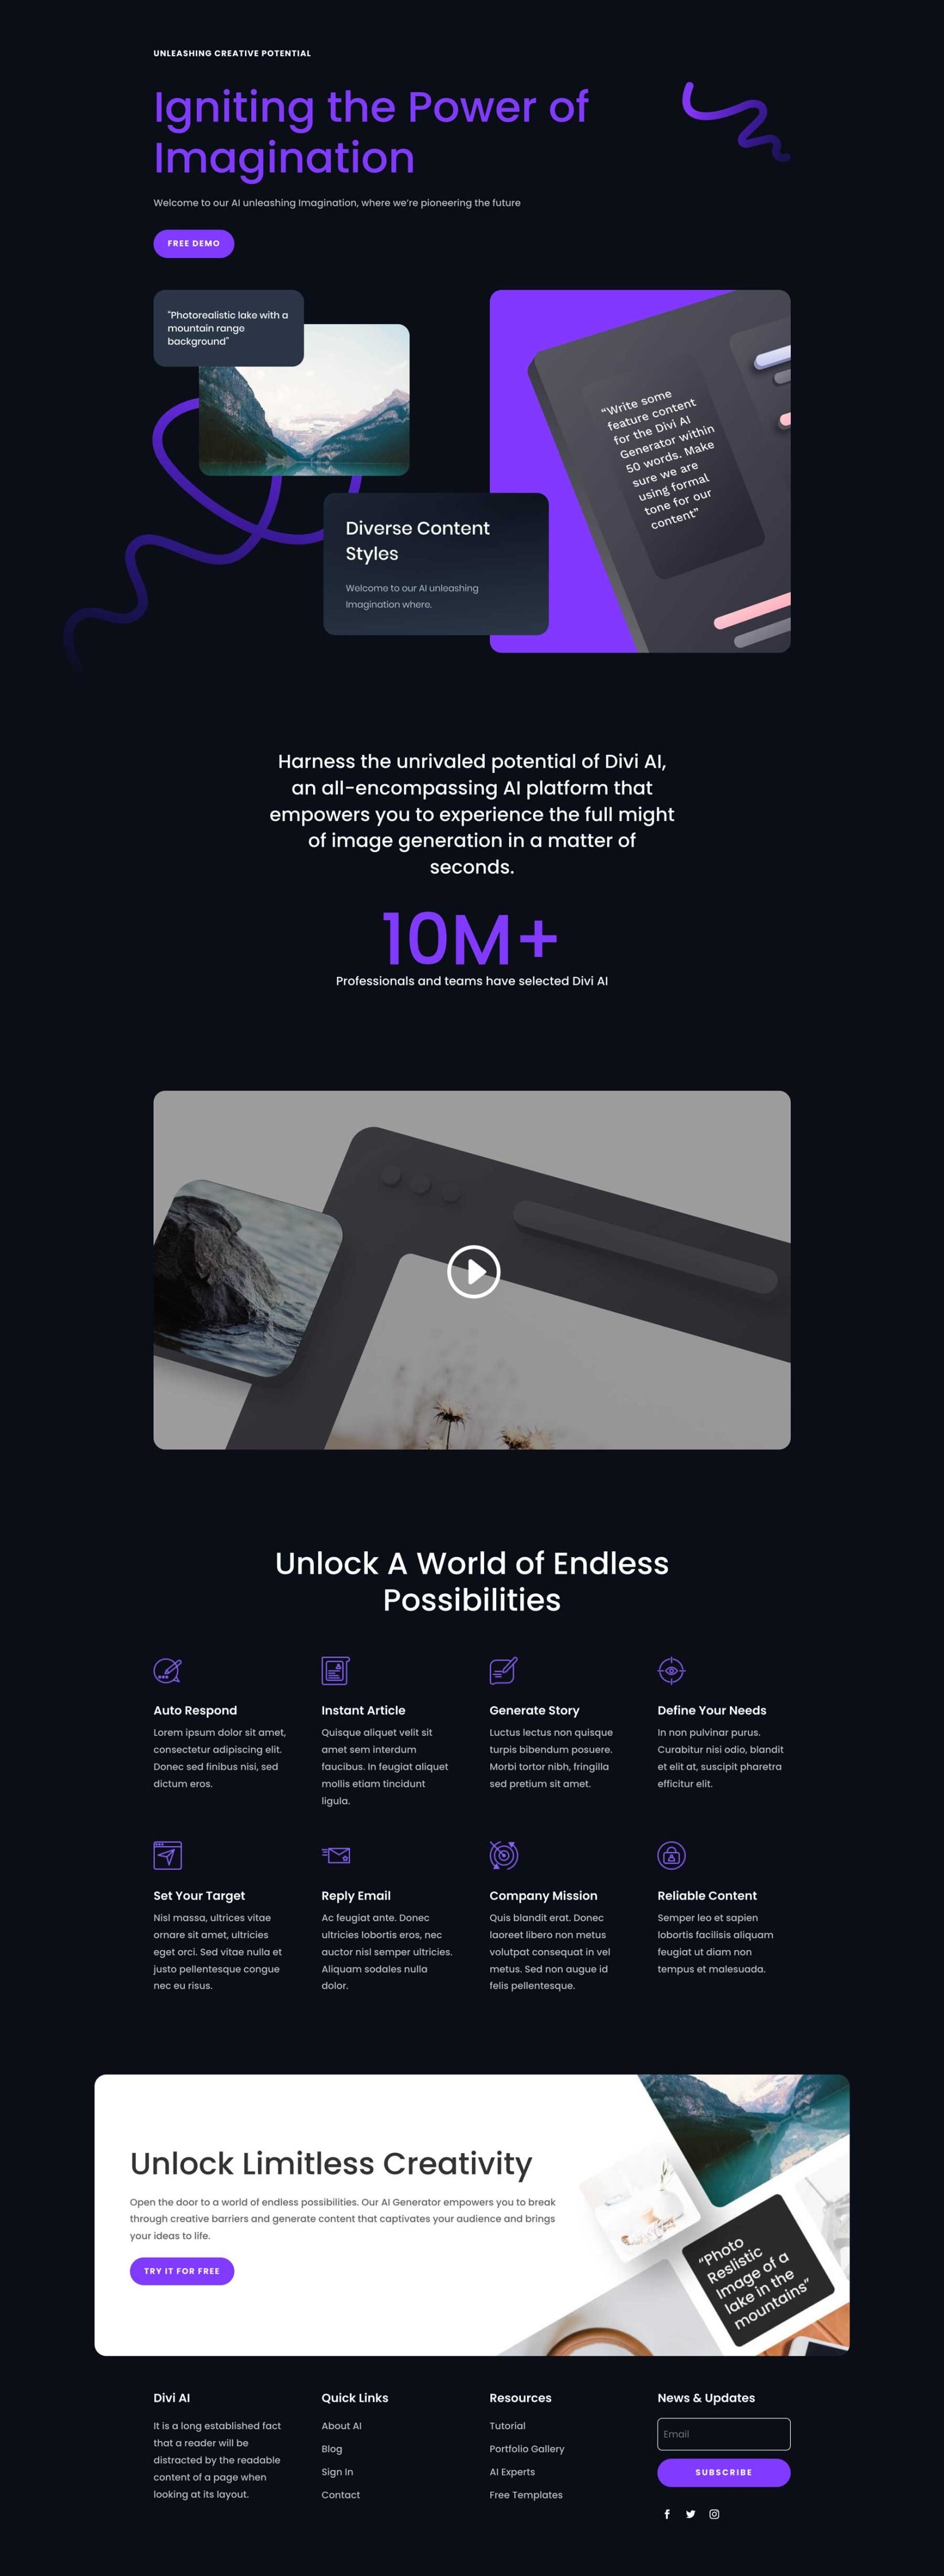 UNLEASHING CREATIVE POTENTIAL
Igniting the Power of
Imagination
Welcome to our AI unleashing Imagination, where we're pioneering the future
FREE DEMO
"Photorealistic lake with a
mountain range
background"
"Write some
feature content
for the Divi AI
Generator within
50 words. Make
sure we are
using formal
tone for our
content"
Diverse Content
Styles
Welcome to our AI unleashing
Imagination where.
Harness the unrivaled potential of Divi AI,
an all-encompassing AI platform that
empowers you to experience the full might
of image generation in a matter of
seconds.
10M+
Professionals and teams have selected Divi AI
Unlock A World of Endless
Possibilities
Auto Respond
Lorem ipsum dolor sit amet,
consectetur adipiscing elit.
Donec sed finibus nisi, sed
dictum eros.
Instant Article
Quisque aliquet velit sit
amet sem interdum
faucibus. In feugiat aliquet
mollis etiam tincidunt
ligula.
Generate Story
Luctus lectus non quisque
turpis bibendum posuere.
Morbi tortor nibh, fringilla
sed pretium sit amet.
Define Your Needs
In non pulvinar purus.
Curabitur nisi odio, blandit
et elit at, suscipit pharetra
efficitur elit.
Set Your Target
Nisl massa, ultrices vitae
ornare sit amet, ultricies
eget orci. Sed vitae nulla et
justo pellentesque congue
nec eu risus.
Reply Email
Ac feugiat ante. Donec
ultricies lobortis eros, nec
auctor nisl semper ultricies.
Aliquam sodales nulla
dolor.
Company Mission
Quis blandit erat. Donec
laoreet libero non metus
volutpat consequat in vel
metus. Sed non augue id
felis pellentesque.
Reliable Content
Semper leo et sapien
lobortis facilisis aliquam
feugiat ut diam non
tempus et malesuada.
Unlock Limitless Creativity
Open the door to a world of endless possibilities. Our AI Generator empowers you to break
through creative barriers and generate content that captivates your audience and brings
your ideas to life.
TRY IT FOR FREE
"Photo
Reslistic
Image of a
lake in the
mountains"
Divi AI
It is a long established fact
that a reader will be
distracted by the readable
content of a page when
looking at its layout.
Quick Links
About AI
Blog
Sign In
Contact
Resources
Tutorial
Portfolio Gallery
AI Experts
Free Templates
News & Updates
Email
SUBSCRIBE